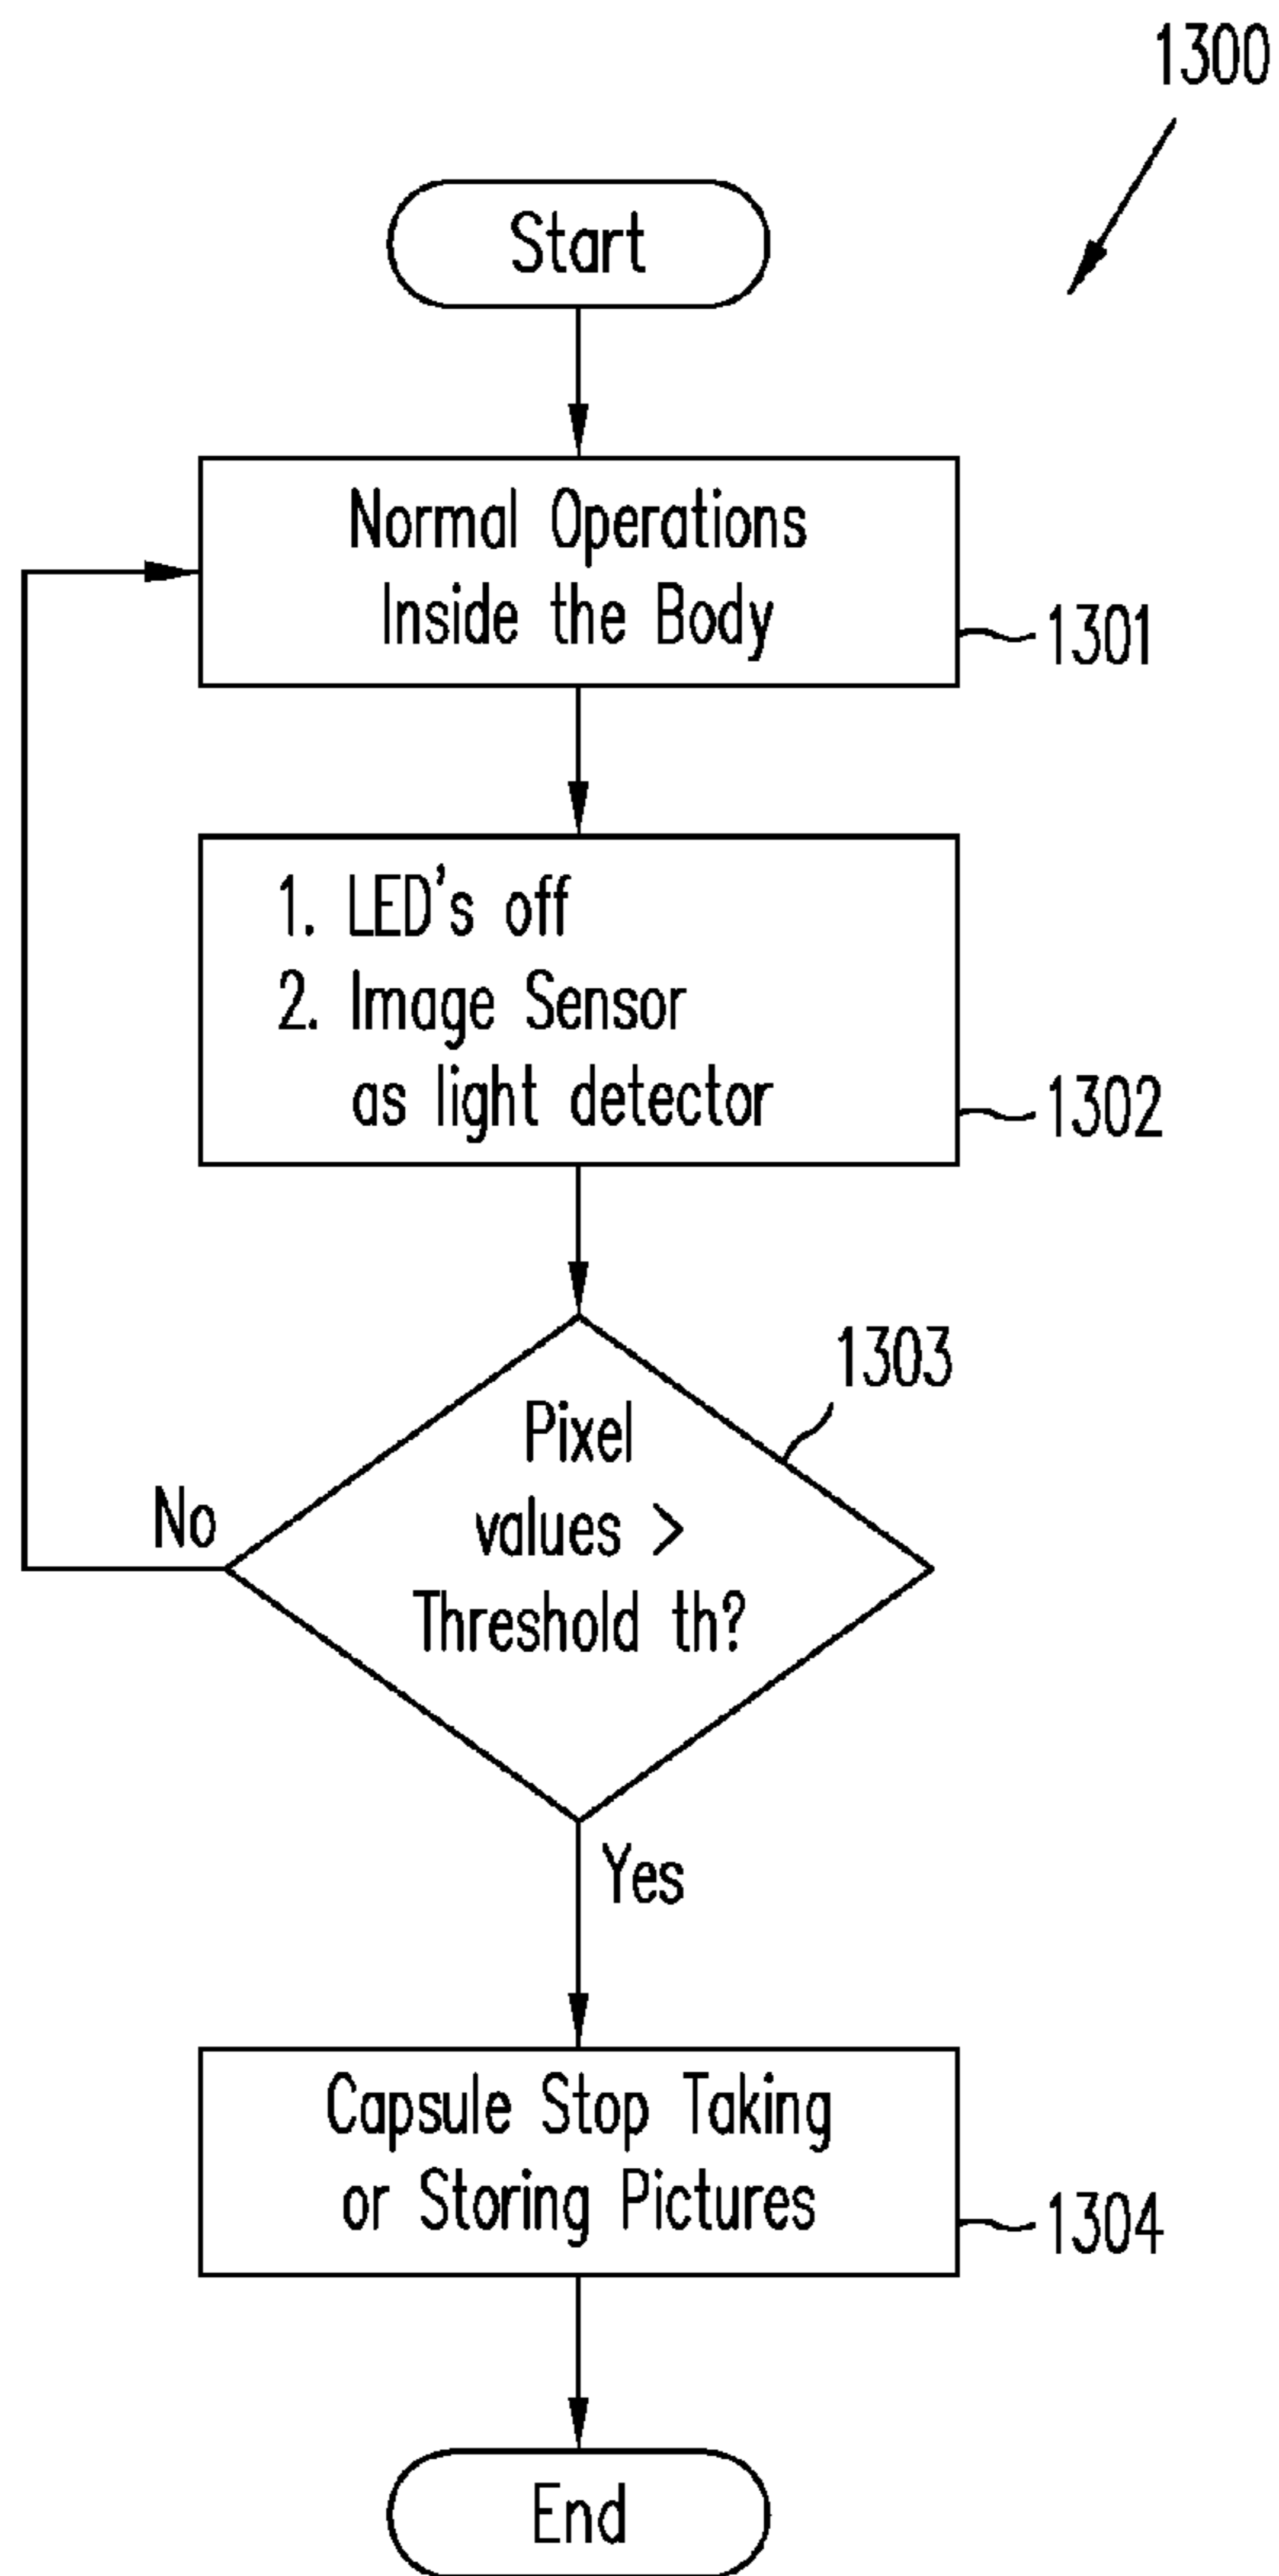 1300
Start
Normal Operations
Inside the Body
1301
1. LED's off
2. Image Sensor
as light detector
1302
1303
Pixel
values >
Threshold th?
No
Yes
Capsule Stop Taking
or Storing Pictures
1304
End